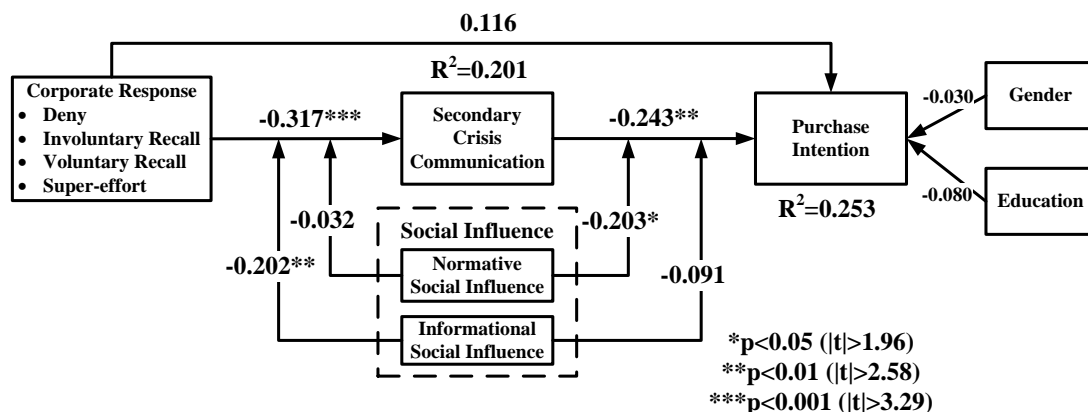 0.116
R²=0.201
Corporate Response
• Deny
• Involuntary Recall
• Voluntary Recall
• Super-effort
-0.317***
Secondary
Crisis
Communication
-0.243**
Purchase
Intention
R²=0.253
-0.030
Gender
-0.080
Education
-0.032
-0.202**
Social Influence
Normative
Social Influence
Informational
Social Influence
-0.203*
-0.091
*p<0.05 (|t|>1.96)
**p<0.01 (|t|>2.58)
***p<0.001 (|t|>3.29)